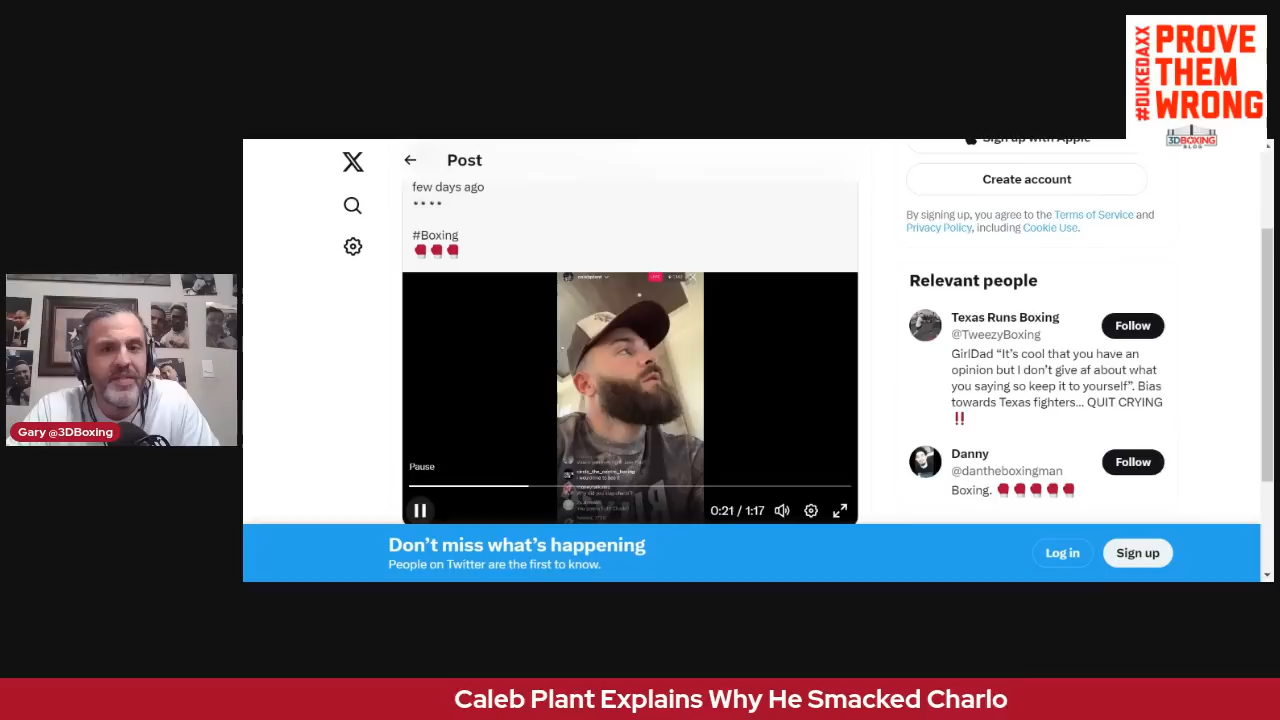 #DUKEDAXX
PROVE
THEM
WRONG
3DBOXING
BLOG
Sign up with Apple
Post
few days ago
Create account
#Boxing
By signing up, you agree to the Terms of Service and
Privacy Policy, including Cookie Use.
Relevant people
Texas Runs Boxing
@TweezyBoxing
Follow
GirlDad “It’s cool that you have an
opinion but I don’t give af about what
you saying so keep it to yourself”. Bias
towards Texas fighters... QUIT CRYING
Gary @3DBoxing
Danny
@dantheboxingman
Follow
Boxing.
Pause
0:21 / 1:17
Don’t miss what’s happening
People on Twitter are the first to know.
Log in
Sign up
Caleb Plant Explains Why He Smacked Charlo